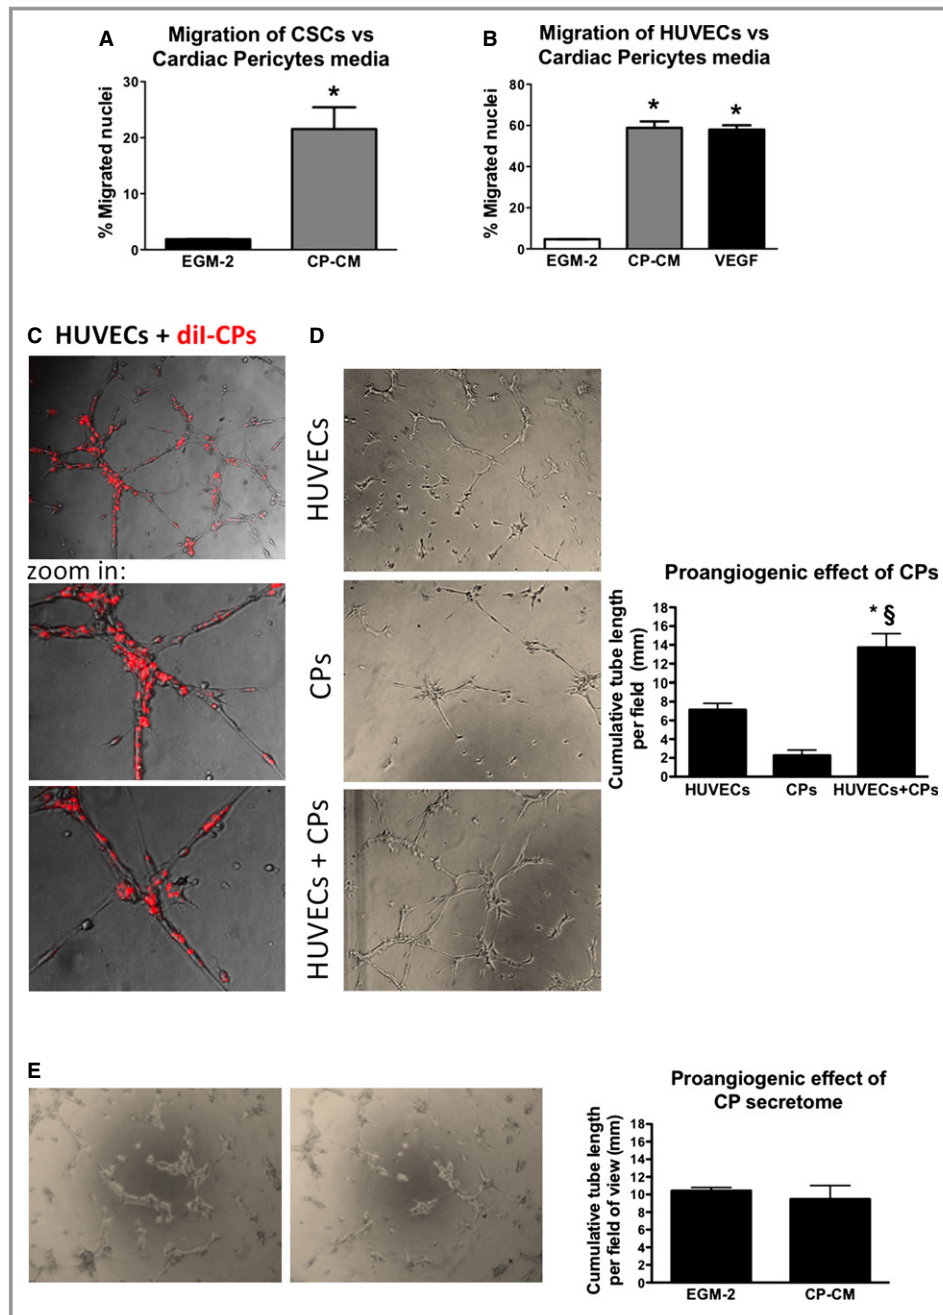 A
Migration of CSCs vs
Cardiac Pericytes media
% Migrated nuclei
30
20
10
0
*
EGM-2
CP-CM
B
Migration of HUVECs vs
Cardiac Pericytes media
% Migrated nuclei
80
60
40
20
0
*
*
EGM-2
CP-CM
VEGF
C HUVECs + diI-CPs
zoom in:
D
HUVECs
CPs
HUVECs + CPs
Proangiogenic effect of CPs
Cumulative tube length
per field (mm)
18
16
14
12
10
8
6
4
2
0
* §
HUVECs
CPs
HUVECs+CPs
E
Proangiogenic effect of
CP secretome
Cumulative tube length
per field of view (mm)
18
16
14
12
10
8
6
4
2
0
EGM-2
CP-CM